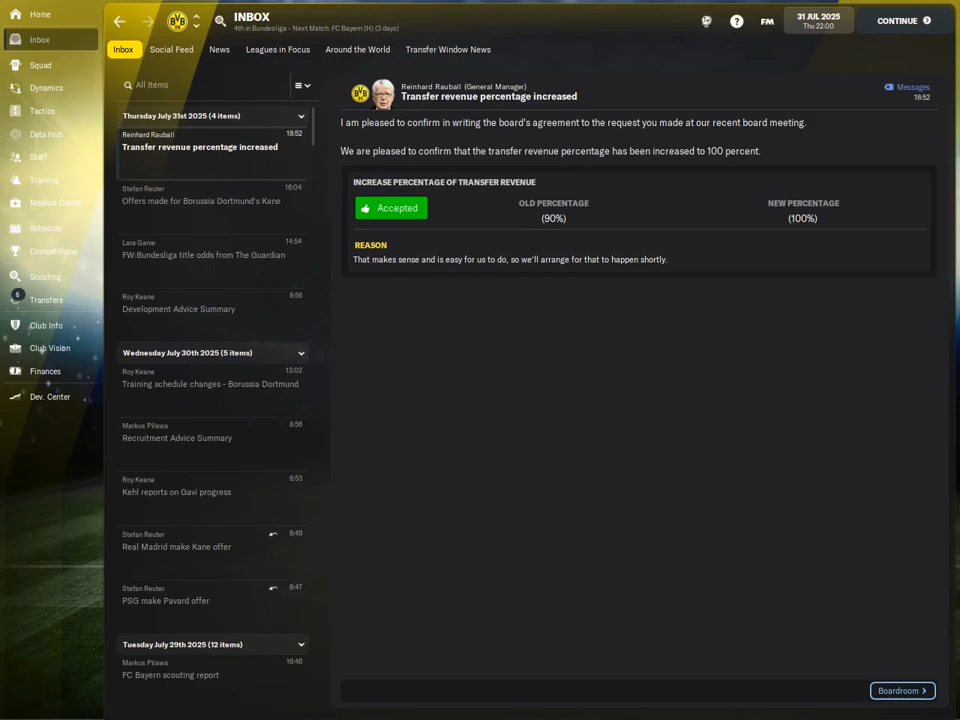 Home
Inbox
Squad
Dynamics
Tactics
Data Hub
Staff
Training
Medical Center
Schedule
Competitions
Scouting
5
Transfers
Club Info
Club Vision
Finances
Dev. Center
BVB
INBOX
4th in Bundesliga - Next Match: FC Bayern (H) (3 days)
?
FM
31 JUL 2025
Thu 22:00
CONTINUE
Inbox
Social Feed
News
Leagues in Focus
Around the World
Transfer Window News
All Items
Thursday July 31st 2025 (4 items)
Reinhard Rauball 18:52
Transfer revenue percentage increased
Stefan Reuter 16:04
Offers made for Borussia Dortmund's Kane
Lara Garve 14:54
FW:Bundesliga title odds from The Guardian
Roy Keane 8:56
Development Advice Summary
Wednesday July 30th 2025 (5 items)
Roy Keane 13:02
Training schedule changes - Borussia Dortmund
Markus Pilawa 8:56
Recruitment Advice Summary
Roy Keane 8:53
Kehl reports on Gavi progress
Stefan Reuter 8:49
Real Madrid make Kane offer
Stefan Reuter 8:47
PSG make Pavard offer
Tuesday July 29th 2025 (12 items)
Markus Pilawa 16:46
FC Bayern scouting report
Reinhard Rauball (General Manager)
Transfer revenue percentage increased
Messages
18:52
I am pleased to confirm in writing the board's agreement to the request you made at our recent board meeting.
We are pleased to confirm that the transfer revenue percentage has been increased to 100 percent.
INCREASE PERCENTAGE OF TRANSFER REVENUE
Accepted
OLD PERCENTAGE
(90%)
NEW PERCENTAGE
(100%)
REASON
That makes sense and is easy for us to do, so we'll arrange for that to happen shortly.
Boardroom